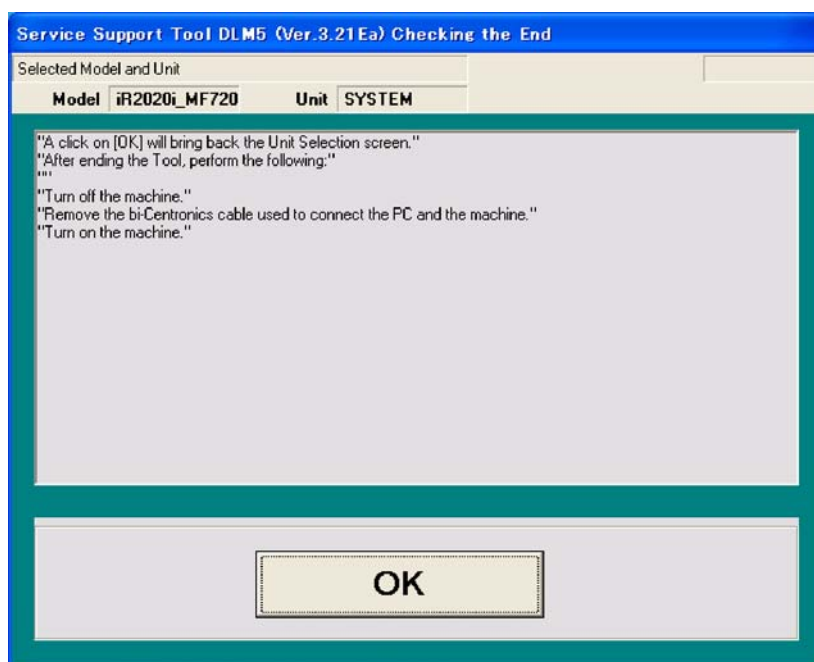 Service Support Tool DLM5 (Ver.3.21Ea) Checking the End
Selected Model and Unit
Model iR2020i_MF720 Unit SYSTEM
"A click on [OK] will bring back the Unit Selection screen."
"After ending the Tool, perform the following:"
""
"Turn off the machine."
"Remove the bi-Centronics cable used to connect the PC and the machine."
"Turn on the machine."
OK